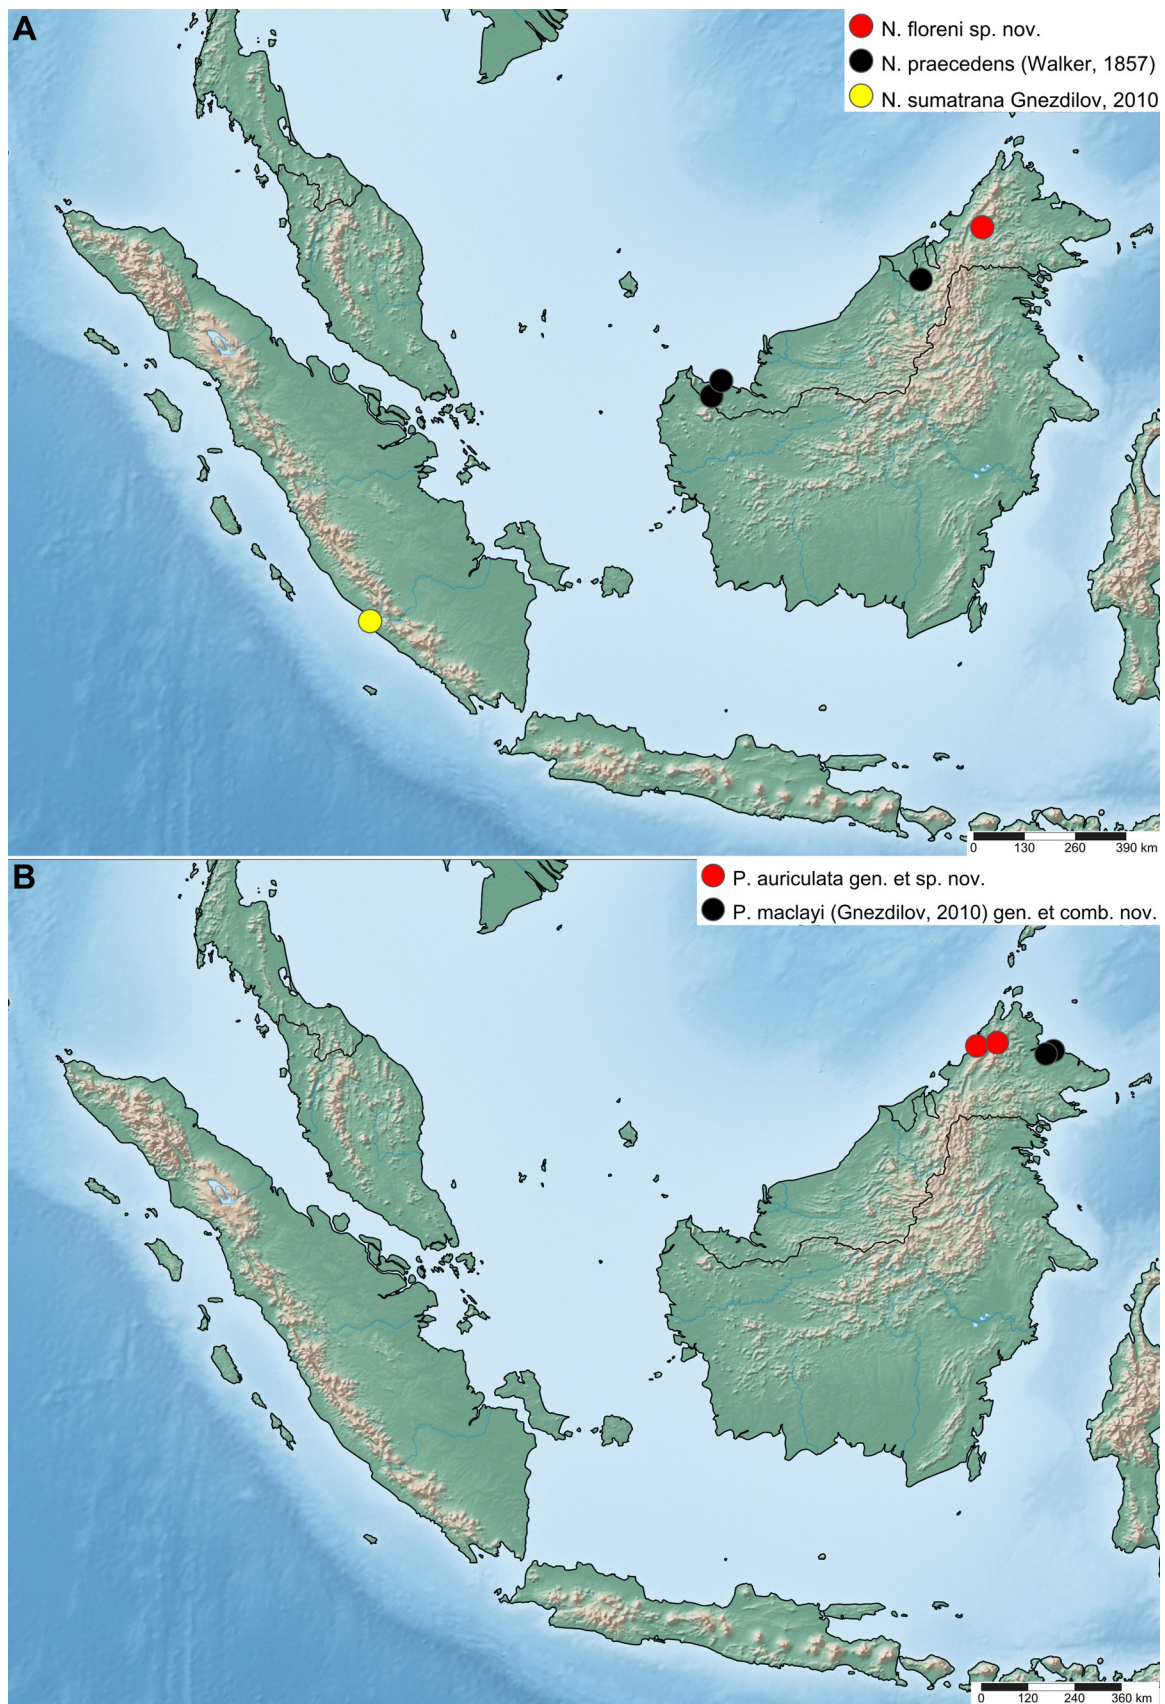 A
N. floreni sp. nov.
N. praecedens (Walker, 1857)
N. sumatrana Gnezdilov, 2010
0 130 260 390 km
B
P. auriculata gen. et sp. nov.
P. maclayi (Gnezdilov, 2010) gen. et comb. nov.
0 120 240 360 km